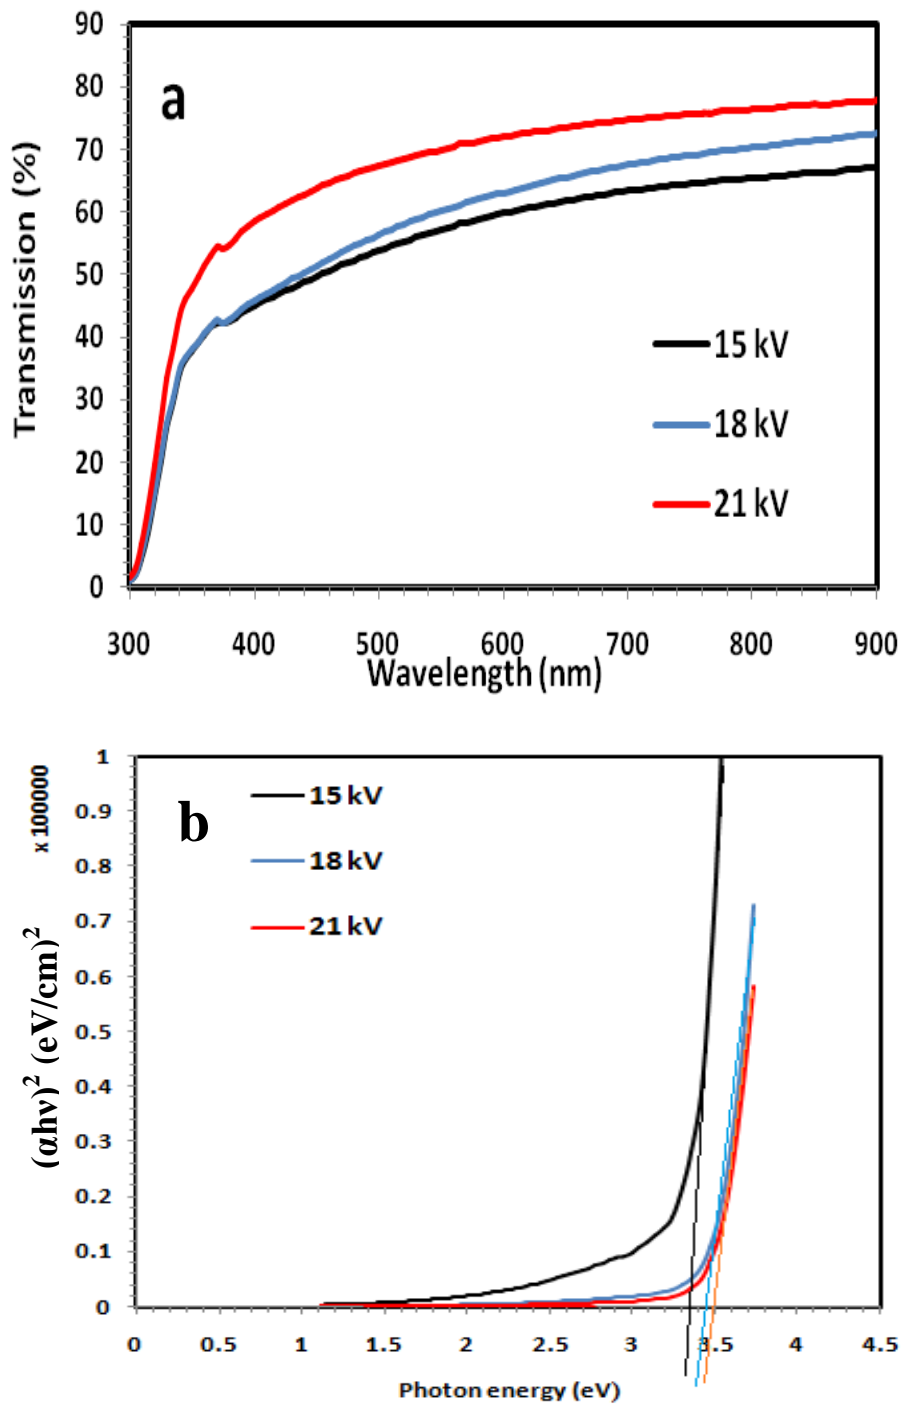 90
80
70
60
50
40
30
20
10
0
Transmission (%)
a
15 kV
18 kV
21 kV
300 400 500 600 700 800 900
Wavelength (nm)
x 100000
1
0.9
0.8
0.7
0.6
0.5
0.4
0.3
0.2
0.1
0
(αhν)² (eV/cm)²
b
15 kV
18 kV
21 kV
0 0.5 1 1.5 2 2.5 3 3.5 4 4.5
Photon energy (eV)